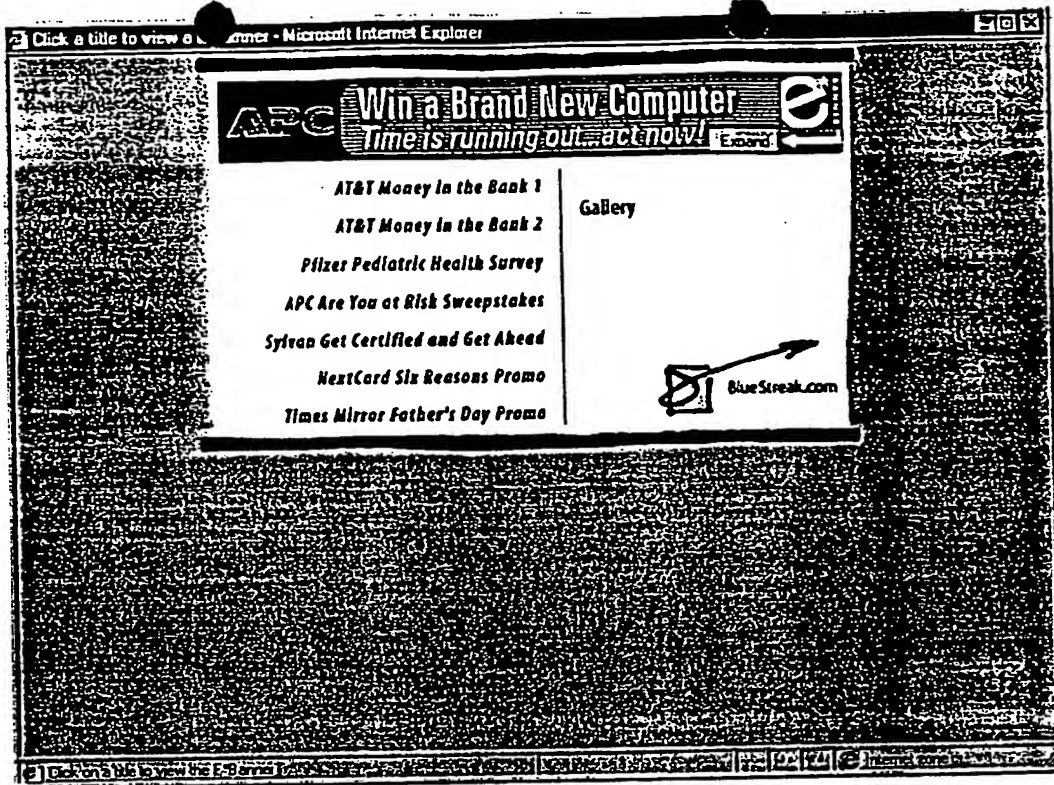 Click a title to view a banner - Microsoft Internet Explorer
APC
Win a Brand New Computer
Time is running out...act now!
Expand
AT&T Money in the Bank 1
AT&T Money in the Bank 2
Pfizer Pediatric Health Survey
APC Are You at Risk Sweepstakes
Sylvan Get Certified and Get Ahead
NextCard Six Reasons Promo
Times Mirror Father's Day Promo
Gallery
BlueStreak.com
Click on a title to view the E-Banner
Internet zone